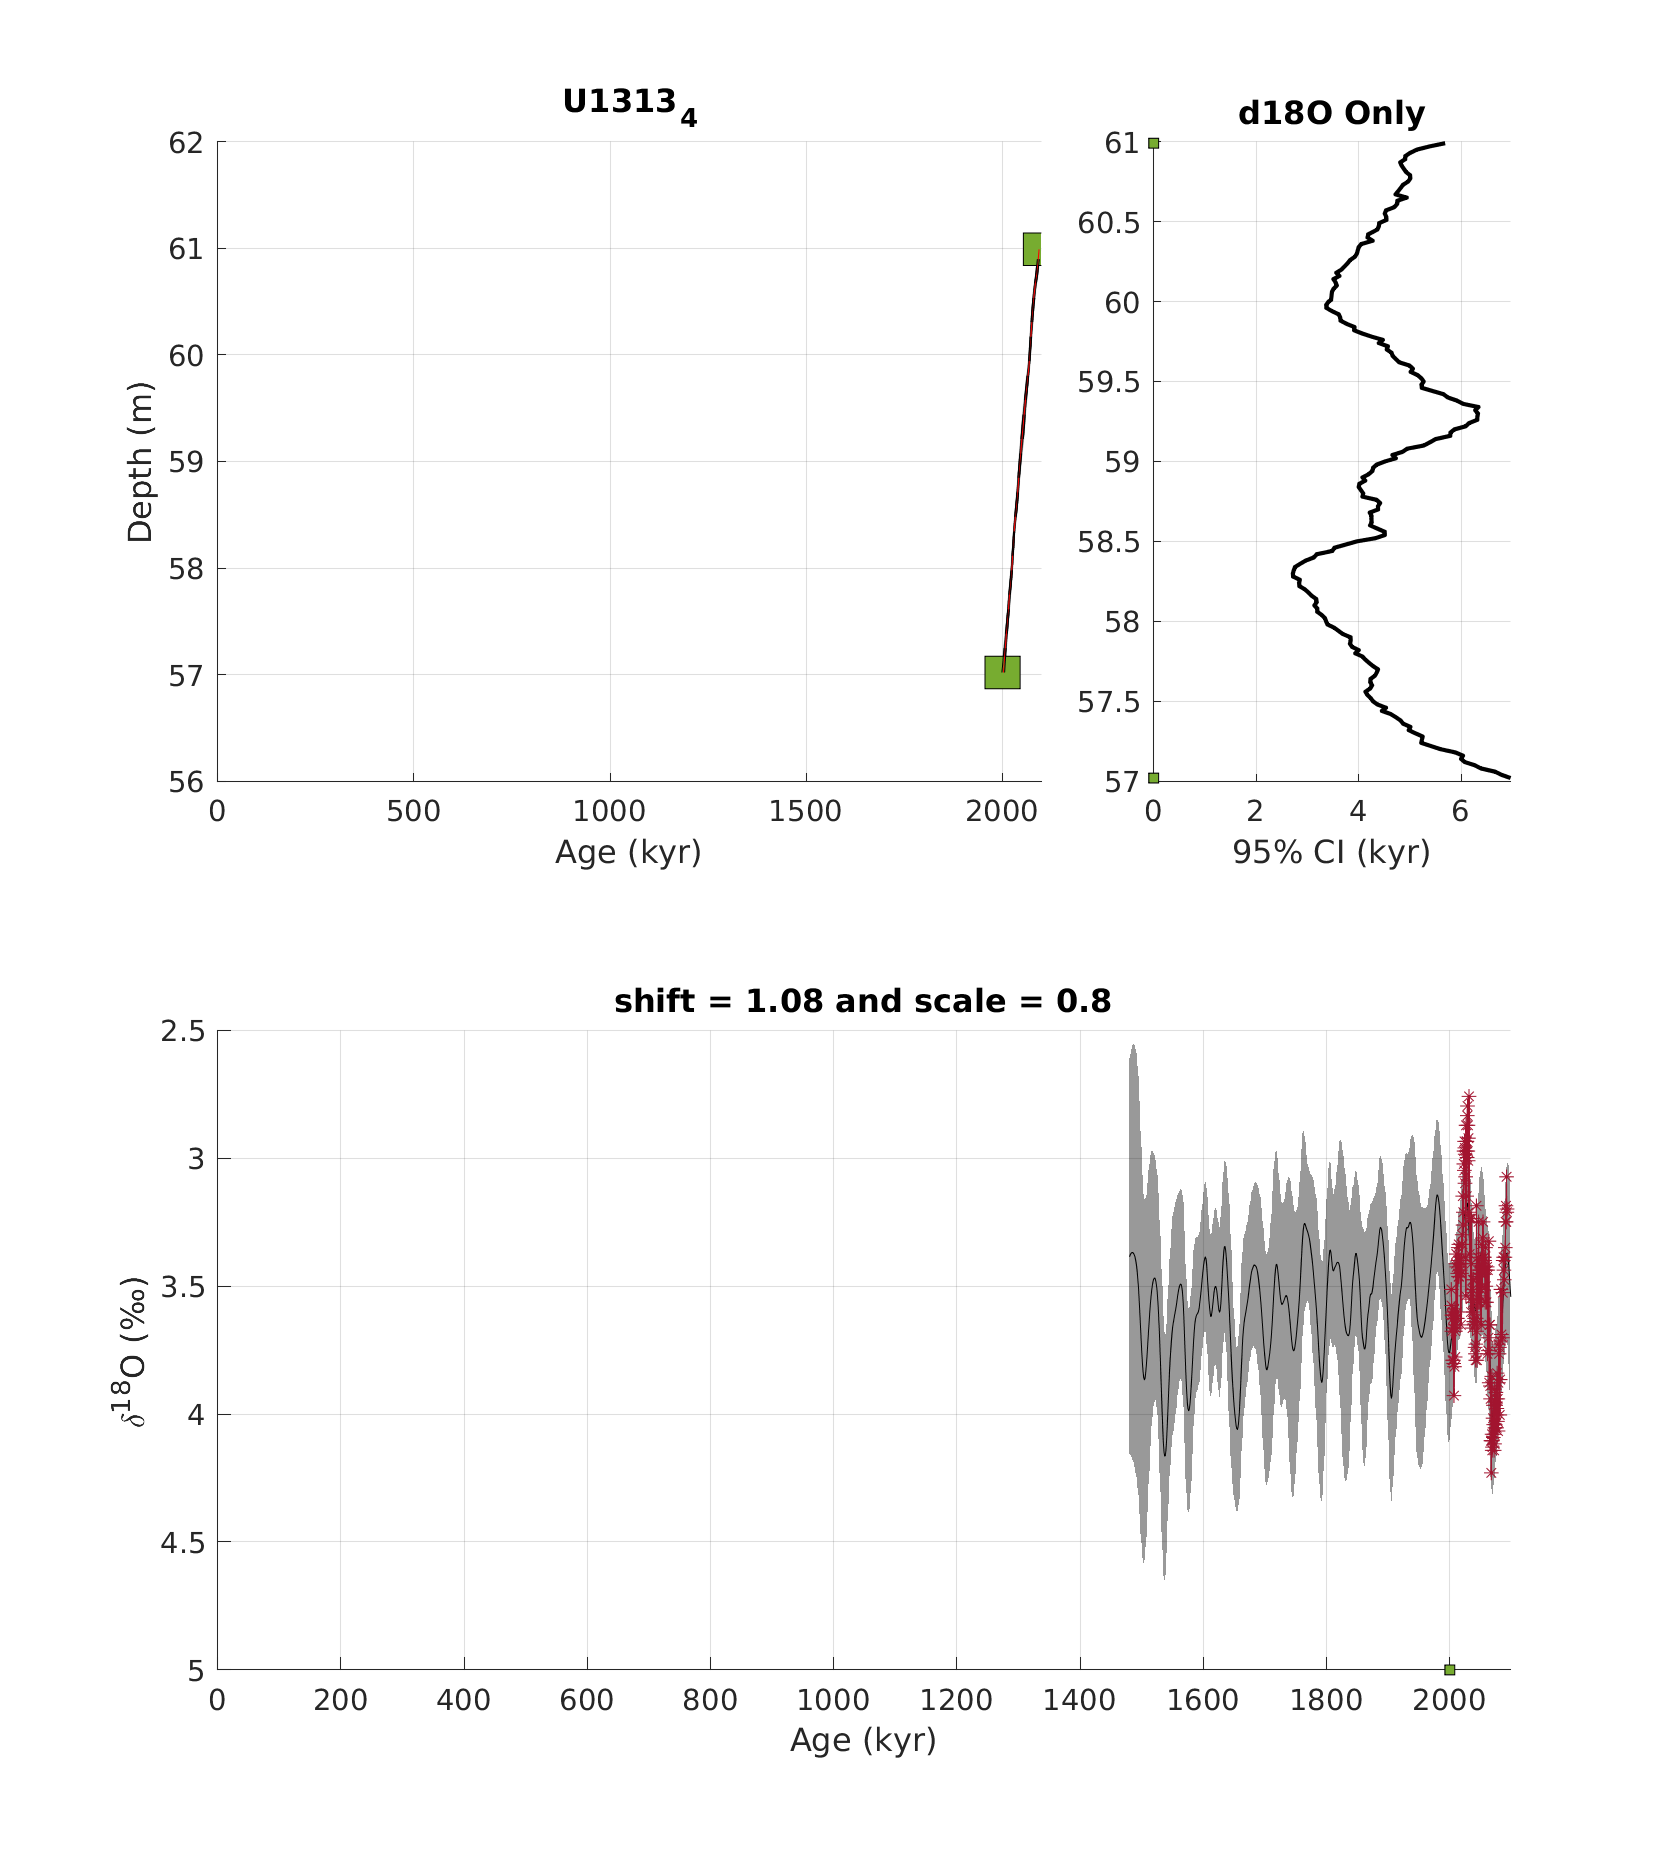 U1313₄
62
61
60
59
58
57
56
Depth (m)
0 500 1000 1500 2000
Age (kyr)
d18O Only
61
60.5
60
59.5
59
58.5
58
57.5
57
0 2 4 6
95% CI (kyr)
shift = 1.08 and scale = 0.8
2.5
3
3.5
4
4.5
5
δ¹⁸O (‰)
0 200 400 600 800 1000 1200 1400 1600 1800 2000
Age (kyr)